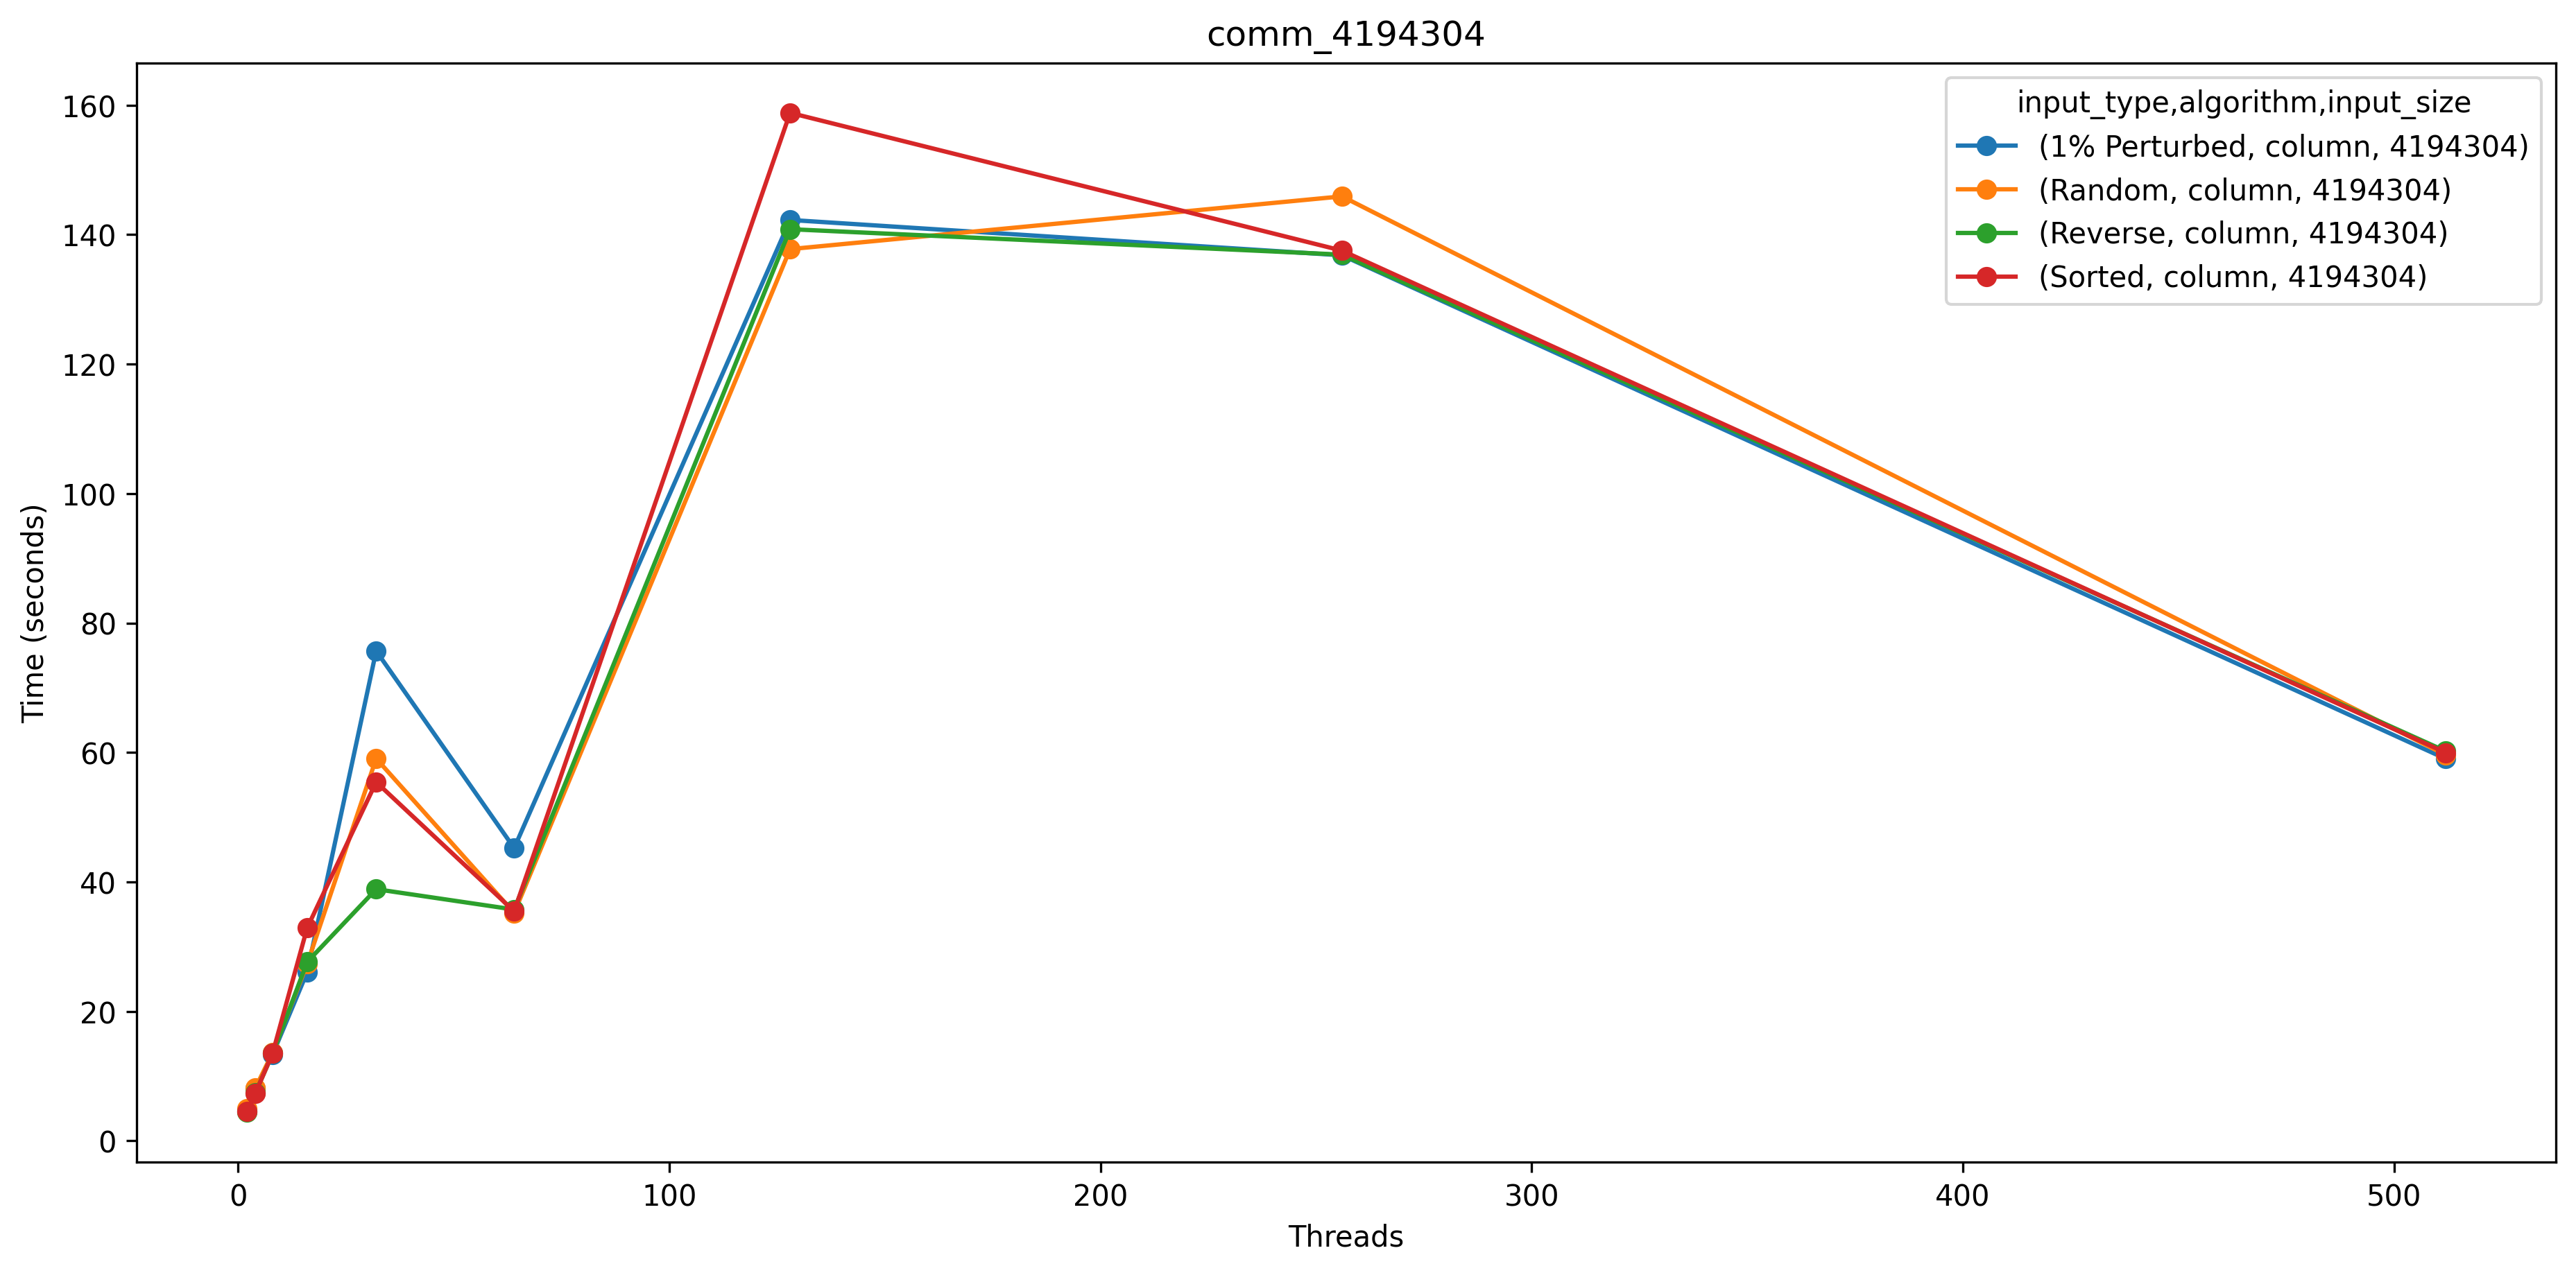 comm_4194304
160
140
120
100
80
60
40
20
0
Time (seconds)
input_type,algorithm,input_size
(1% Perturbed, column, 4194304)
(Random, column, 4194304)
(Reverse, column, 4194304)
(Sorted, column, 4194304)
0 100 200 300 400 500
Threads